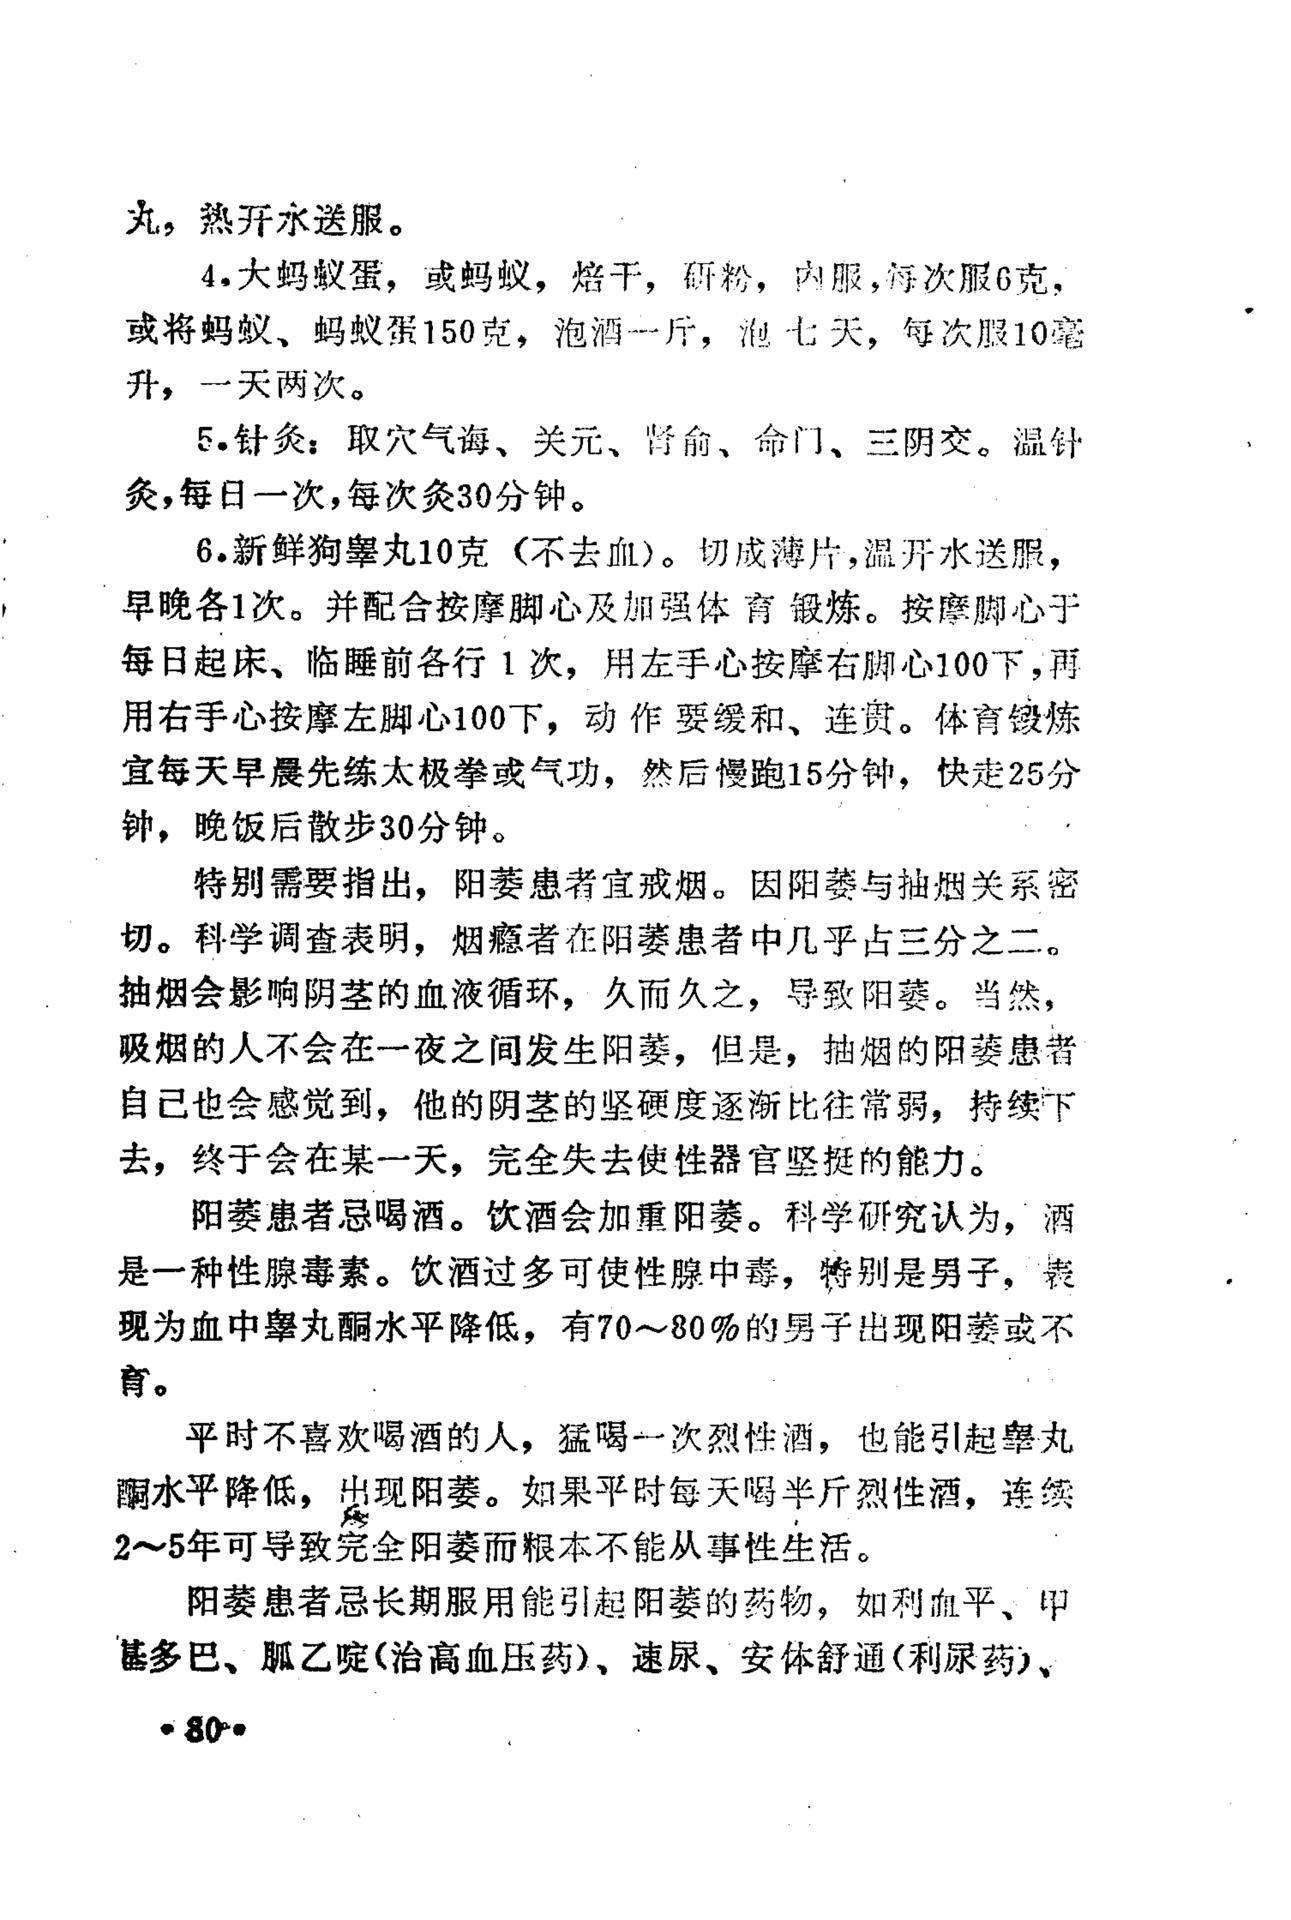 丸，热开水送服。
4.大蚂蚁蛋，或蚂蚁，焙干，研粉，内服，每次服6克，
或将蚂蚁、蚂蚁蛋150克，泡酒一斤，泡七天，每次服10毫
升，一天两次。
5.针灸：取穴气海、关元、肾俞、命门、三阴交。温针
灸，每日一次，每次灸30分钟。
6.新鲜狗睾丸10克（不去血）。切成薄片，温开水送服，
早晚各1次。并配合按摩脚心及加强体育锻炼。按摩脚心于
每日起床、临睡前各行1次，用左手心按摩右脚心100下，再
用右手心按摩左脚心100下，动作要缓和、连贯。体育锻炼
宜每天早晨先练太极拳或气功，然后慢跑15分钟，快走25分
钟，晚饭后散步30分钟。
特别需要指出，阳萎患者宜戒烟。因阳萎与抽烟关系密
切。科学调查表明，烟瘾者在阳萎患者中几乎占三分之二。
抽烟会影响阴茎的血液循环，久而久之，导致阳萎。当然，
吸烟的人不会在一夜之间发生阳萎，但是，抽烟的阳萎患者
自己也会感觉到，他的阴茎的坚硬度逐渐比往常弱，持续下
去，终于会在某一天，完全失去使性器官坚挺的能力。
阳萎患者忌喝酒。饮酒会加重阳萎。科学研究认为，酒
是一种性腺毒素。饮酒过多可使性腺中毒，特别是男子，表
现为血中睾丸酮水平降低，有70～80%的男子出现阳萎或不
育。
平时不喜欢喝酒的人，猛喝一次烈性酒，也能引起睾丸
酮水平降低，出现阳萎。如果平时每天喝半斤烈性酒，连续
2～5年可导致完全阳萎而根本不能从事性生活。
阳萎患者忌长期服用能引起阳萎的药物，如利血平、甲
基多巴、胍乙啶（治高血压药）、速尿、安体舒通（利尿药）、
•80•